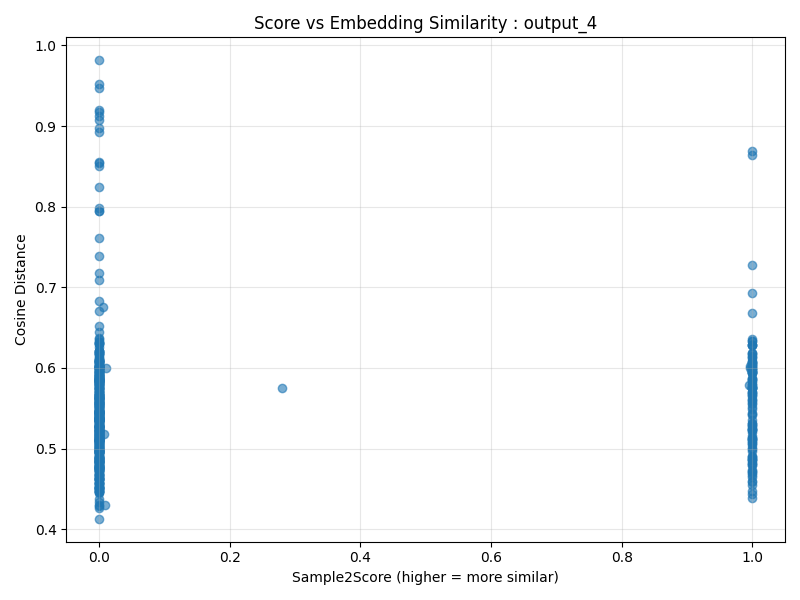 Score vs Embedding Similarity : output_4
1.0
0.9
0.8
0.7
0.6
0.5
0.4
Cosine Distance
0.0 0.2 0.4 0.6 0.8 1.0
Sample2Score (higher = more similar)